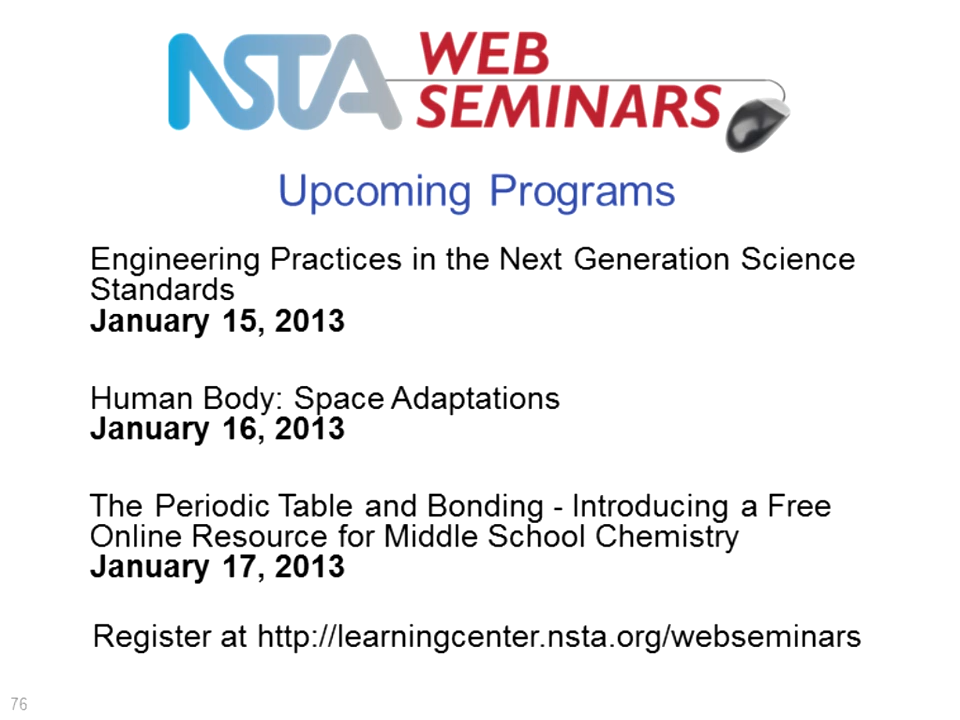 NSTA WEB
SEMINARS
Upcoming Programs
Engineering Practices in the Next Generation Science
Standards
January 15, 2013
Human Body: Space Adaptations
January 16, 2013
The Periodic Table and Bonding - Introducing a Free
Online Resource for Middle School Chemistry
January 17, 2013
Register at http://learningcenter.nsta.org/webseminars
76